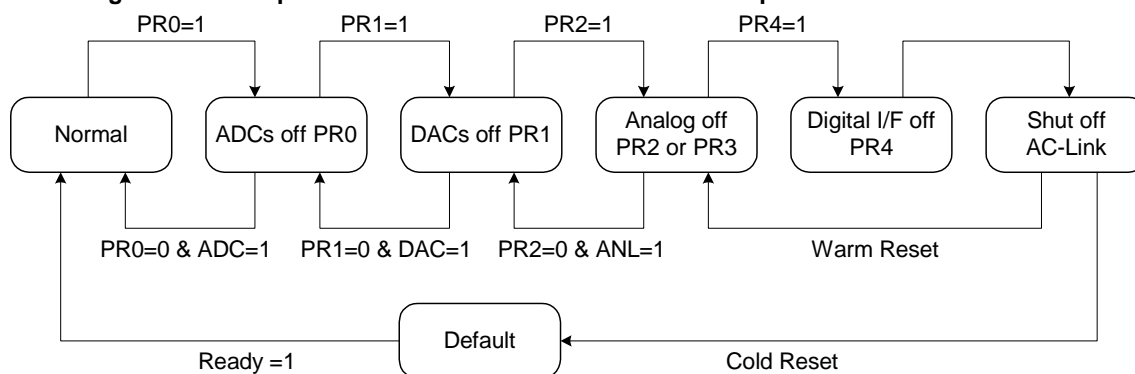 PR0=1
PR1=1
PR2=1
PR4=1
Normal
ADCs off PR0
DACs off PR1
Analog off
PR2 or PR3
Digital I/F off
PR4
Shut off
AC-Link
PR0=0 & ADC=1
PR1=0 & DAC=1
PR2=0 & ANL=1
Warm Reset
Default
Ready =1
Cold Reset